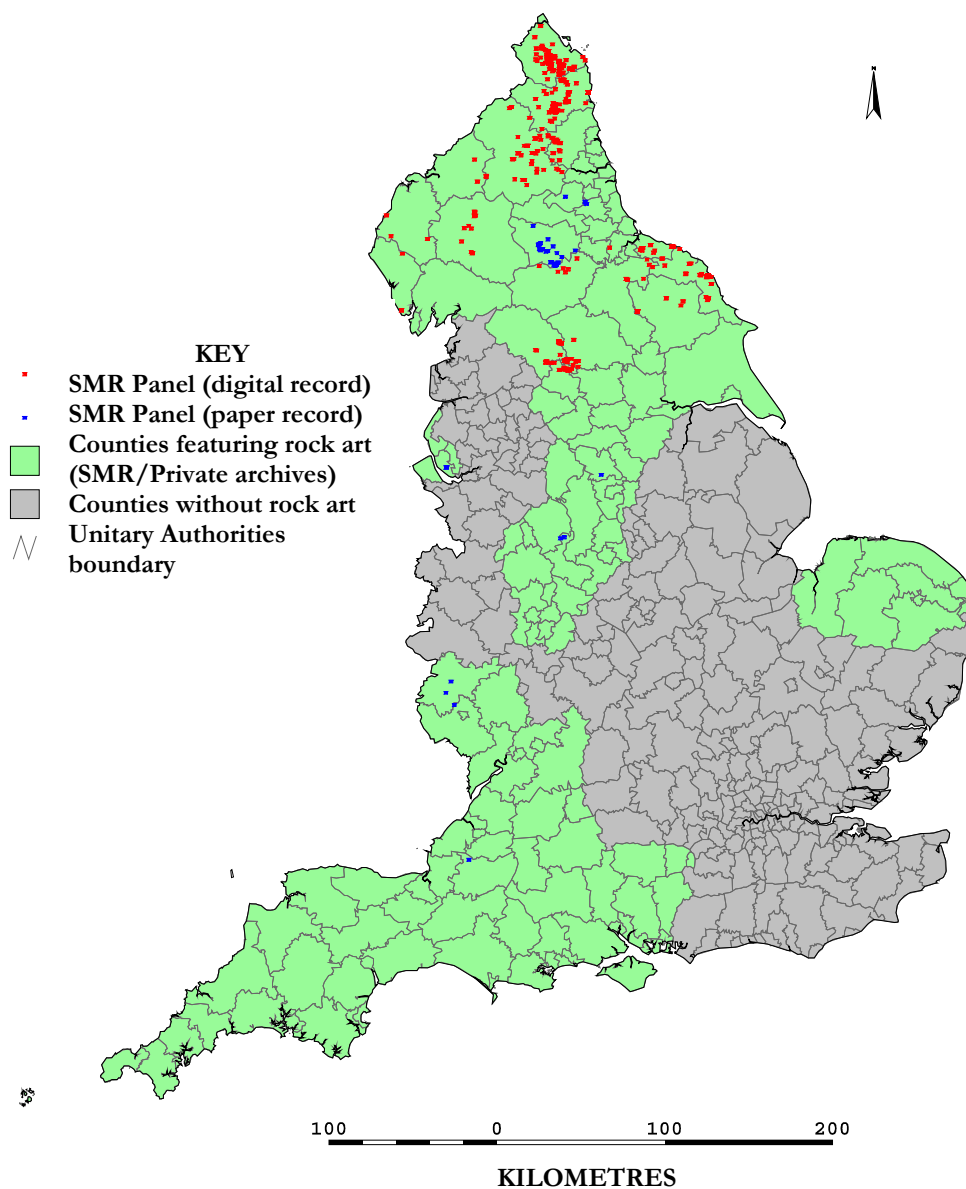 N
KEY
SMR Panel (digital record)
SMR Panel (paper record)
Counties featuring rock art
(SMR/Private archives)
Counties without rock art
Unitary Authorities
boundary
100 0 100 200
KILOMETRES